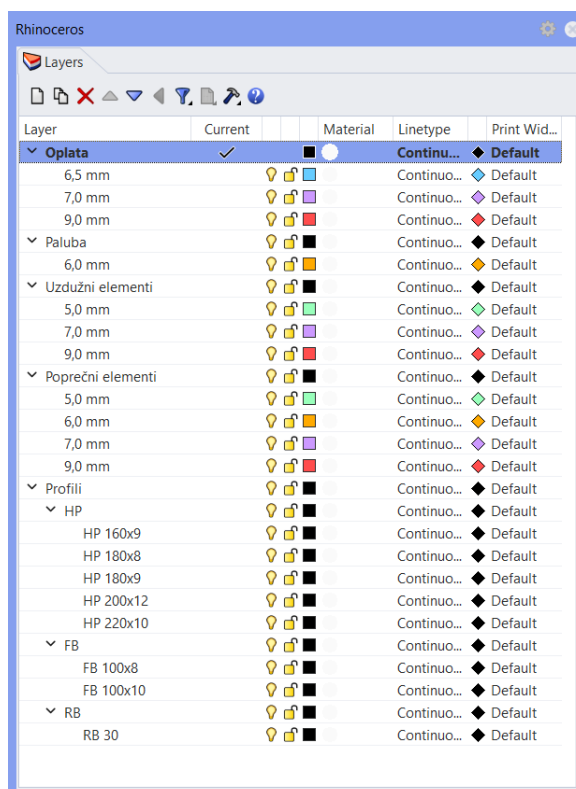 Rhinoceros
Layers
Layer Current Material Linetype Print Wid...
Oplata Continu... Default
6,5 mm Continuo... Default
7,0 mm Continuo... Default
9,0 mm Continuo... Default
Paluba Continuo... Default
6,0 mm Continuo... Default
Uzdužni elementi Continuo... Default
5,0 mm Continuo... Default
7,0 mm Continuo... Default
9,0 mm Continuo... Default
Poprečni elementi Continuo... Default
5,0 mm Continuo... Default
6,0 mm Continuo... Default
7,0 mm Continuo... Default
9,0 mm Continuo... Default
Profili Continuo... Default
HP Continuo... Default
HP 160x9 Continuo... Default
HP 180x8 Continuo... Default
HP 180x9 Continuo... Default
HP 200x12 Continuo... Default
HP 220x10 Continuo... Default
FB Continuo... Default
FB 100x8 Continuo... Default
FB 100x10 Continuo... Default
RB Continuo... Default
RB 30 Continuo... Default